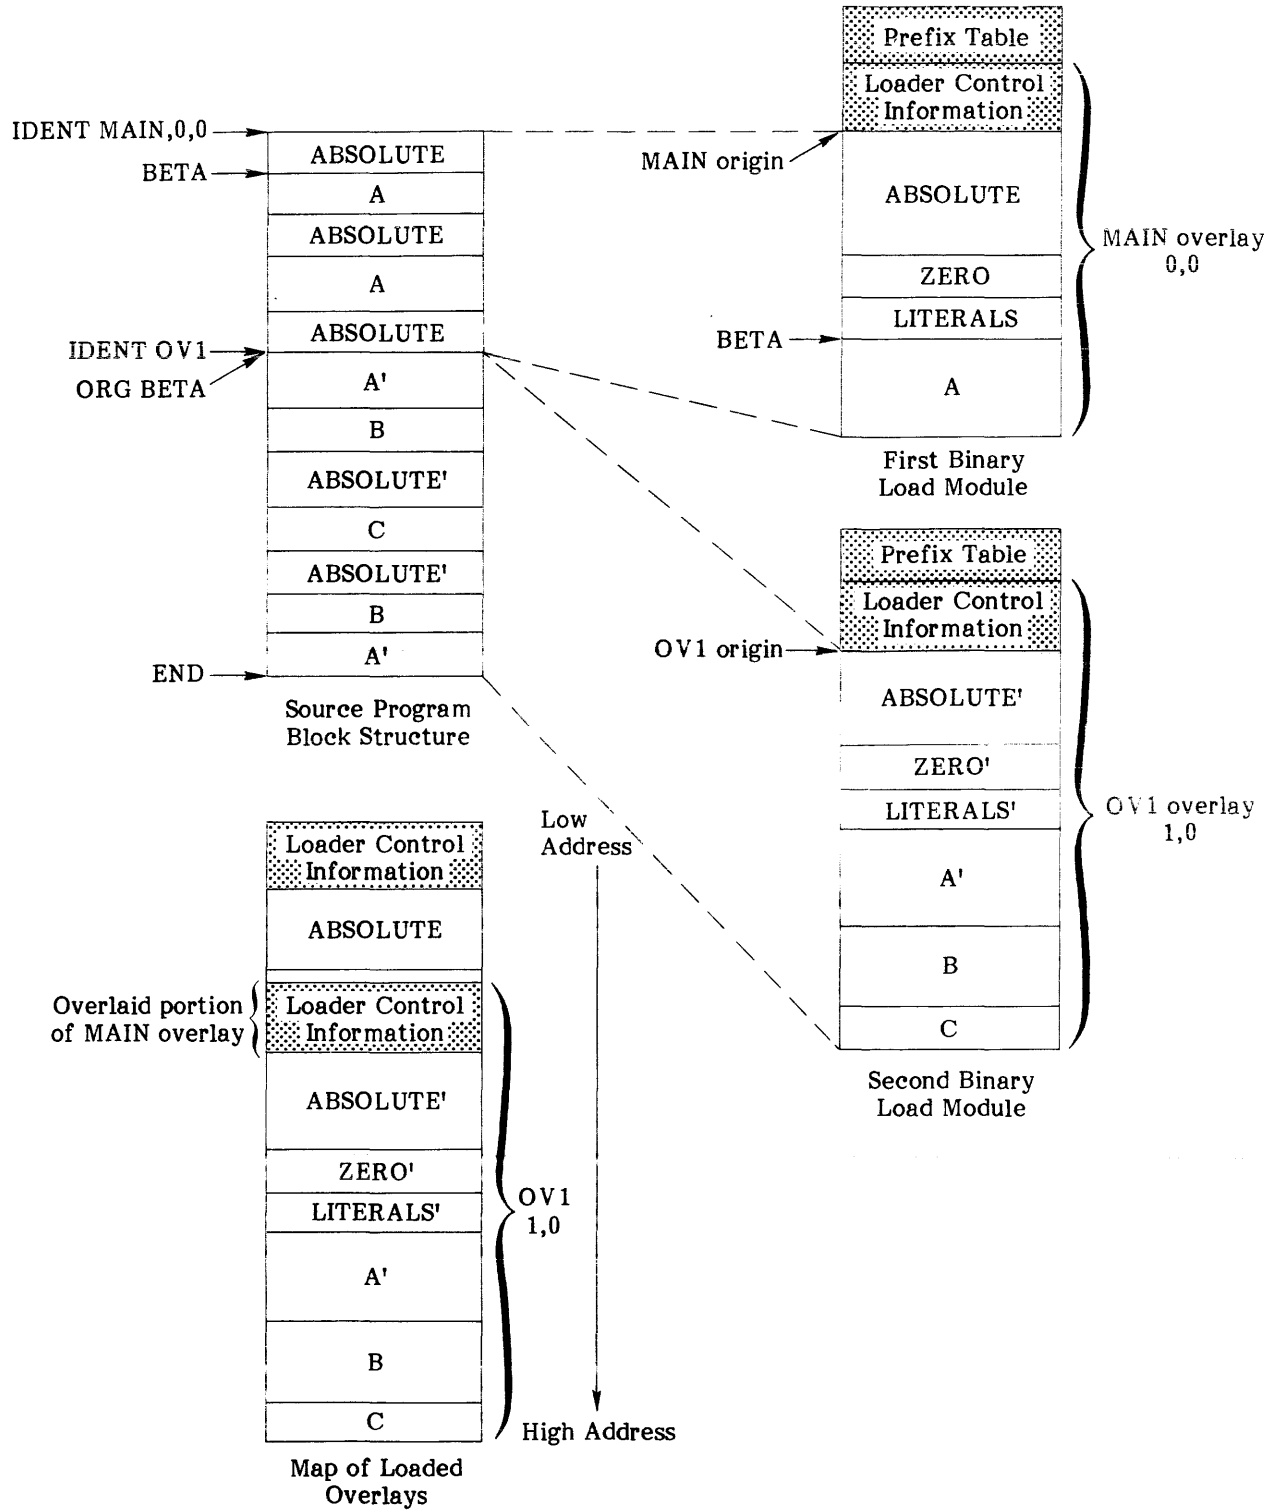 IDENT MAIN,0,0
BETA
IDENT OV1
ORG BETA
END
ABSOLUTE
A
ABSOLUTE
A
ABSOLUTE
A'
B
ABSOLUTE'
C
ABSOLUTE'
B
A'
Source Program
Block Structure
Prefix Table
Loader Control
Information
MAIN origin
ABSOLUTE
ZERO
LITERALS
BETA
A
MAIN overlay
0,0
First Binary
Load Module
Prefix Table
Loader Control
Information
OV1 origin
ABSOLUTE'
ZERO'
LITERALS'
A'
B
C
OV1 overlay
1,0
Second Binary
Load Module
Loader Control
Information
ABSOLUTE
Overlaid portion
of MAIN overlay
Loader Control
Information
ABSOLUTE'
ZERO'
LITERALS'
A'
B
C
OV1
1,0
Low
Address
High Address
Map of Loaded
Overlays